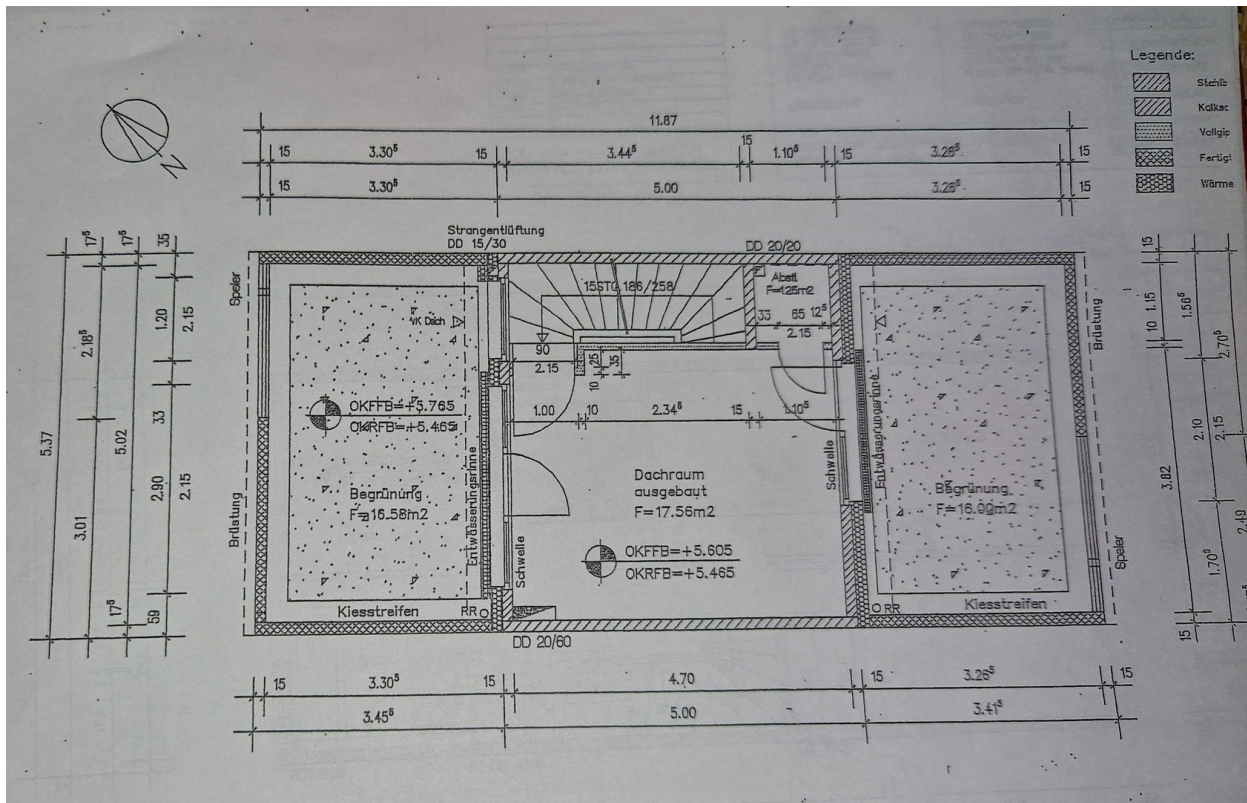 Legende:
11.87
15 3.30⁵ 15 3.44⁵ 15 1.10⁵ 15 3.26⁵ 15
15 3.30⁵ 5.00 3.26⁵ 15
Strangentlüftung
DD 15/30
DD 20/20
Speier
Brüstung
15STG.186/258
Abstl
F=1.25m2
33 65 12⁵
2.15
VK Dach
90
2.15
25
35
10
1.00 10 2.34⁵ 15 1.10⁵
OKFFB=+5.765
OKRFB=+5.465
Begrünung
F=16.58m2
Entwässerungsrinne
Kiesstreifen
RR
Schwelle
Dachraum
ausgebaut
F=17.56m2
OKFFB=+5.605
OKRFB=+5.465
Schwelle
Entwässerungsrinne
Begrünung
RR
Kiesstreifen
Brüstung
Speier
DD 20/60
5.37
17⁵
2.18⁵
3.01
17⁵
5.02
17⁵
35
1.20
2.15
33
2.90
2.15
59
15
1.15
10
3.82
15
1.50⁵
2.10
2.15
1.70⁵
2.70⁵
2.49
15 3.30⁵ 15 4.70 15 3.26⁵ 15
3.45⁵ 5.00 3.41⁵
N